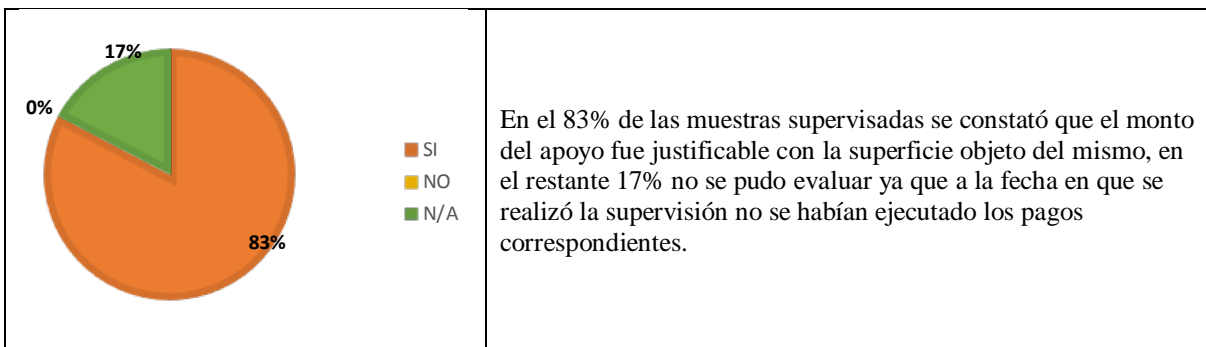 17%
0%
SI
NO
N/A
83%
En el 83% de las muestras supervisadas se constató que el monto
del apoyo fue justificable con la superficie objeto del mismo, en
el restante 17% no se pudo evaluar ya que a la fecha en que se
realizó la supervisión no se habían ejecutado los pagos
correspondientes.